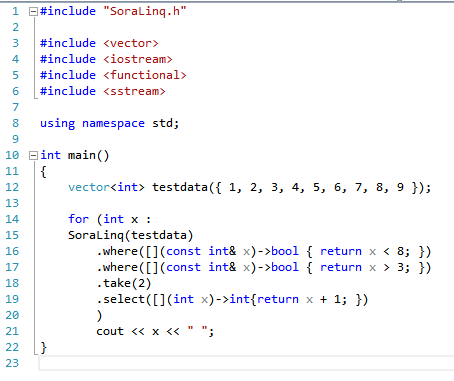 1 #include "SoraLinq.h"
2
3 #include <vector>
4 #include <iostream>
5 #include <functional>
6 #include <sstream>
7
8 using namespace std;
9
10 int main()
11 {
12 vector<int> testdata({ 1, 2, 3, 4, 5, 6, 7, 8, 9 });
13
14 for (int x :
15 SoraLinq(testdata)
16 .where([](const int& x)->bool { return x < 8; })
17 .where([](const int& x)->bool { return x > 3; })
18 .take(2)
19 .select([](int x)->int{return x + 1; })
20 )
21 cout << x << " ";
22 }
23